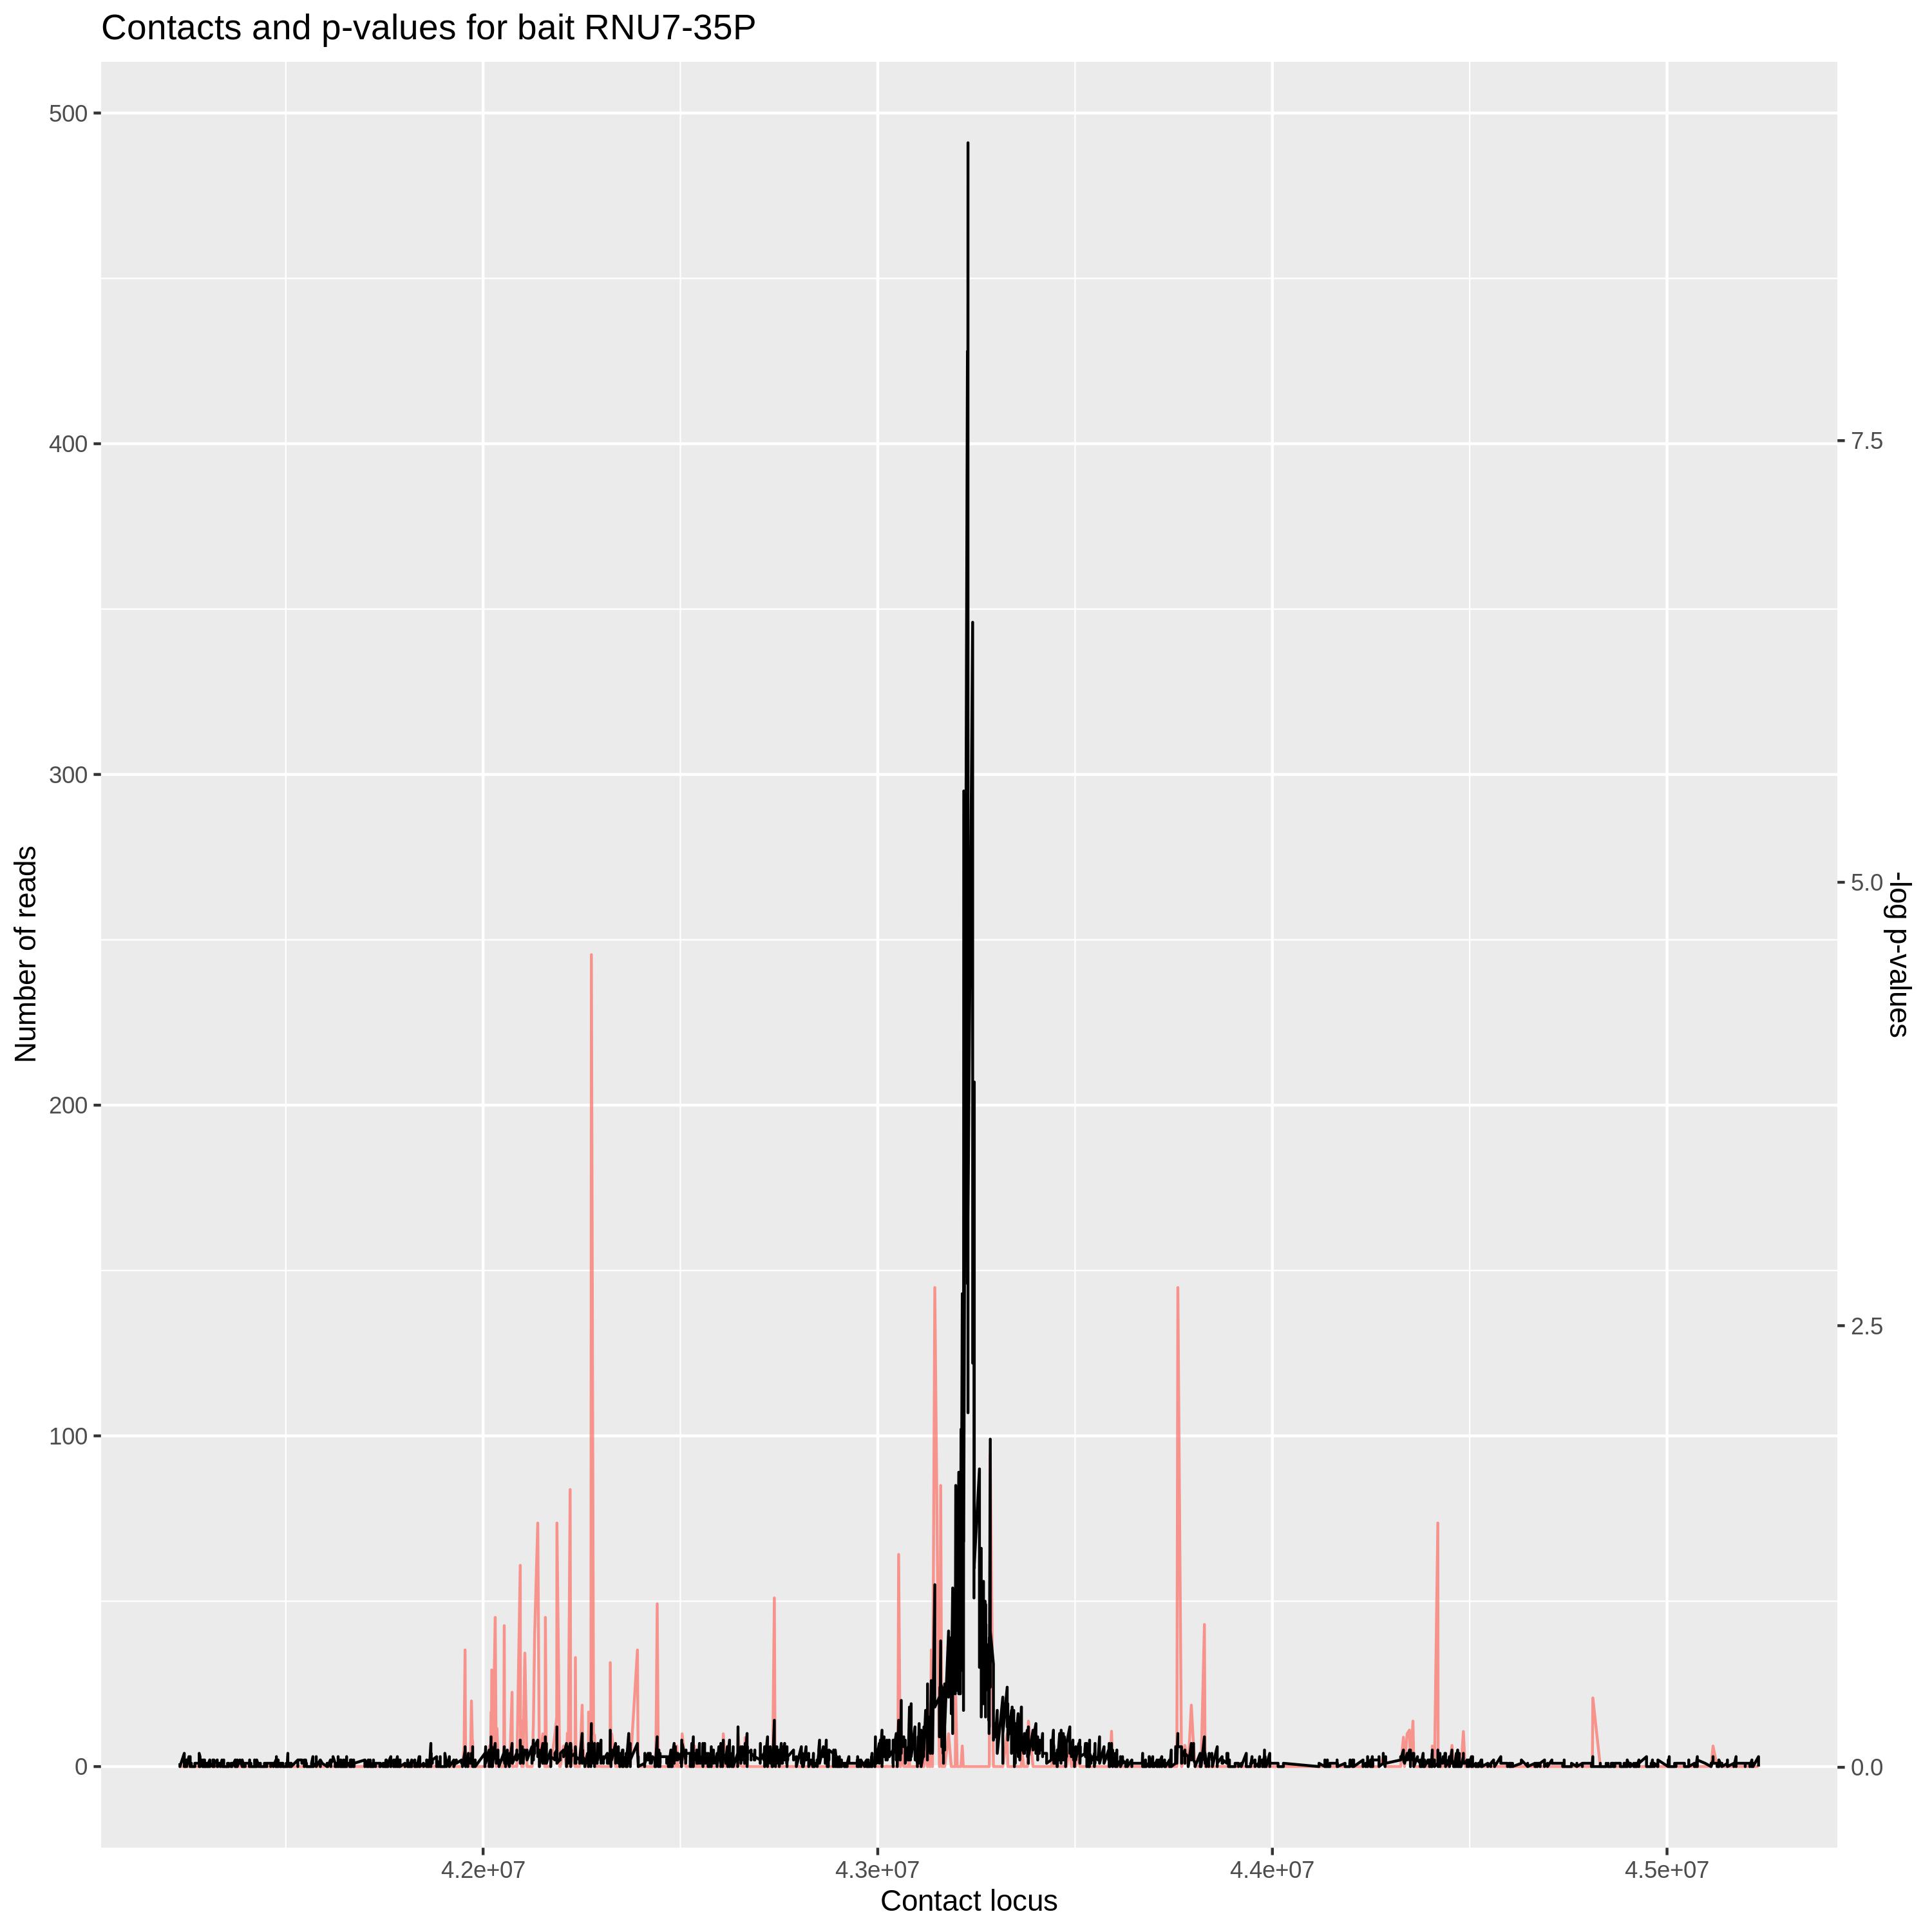 Contacts and p-values for bait RNU7-35P
500
400
300
200
100
0
Number of reads
7.5
5.0
2.5
0.0
-log p-values
4.2e+07
4.3e+07
4.4e+07
4.5e+07
Contact locus